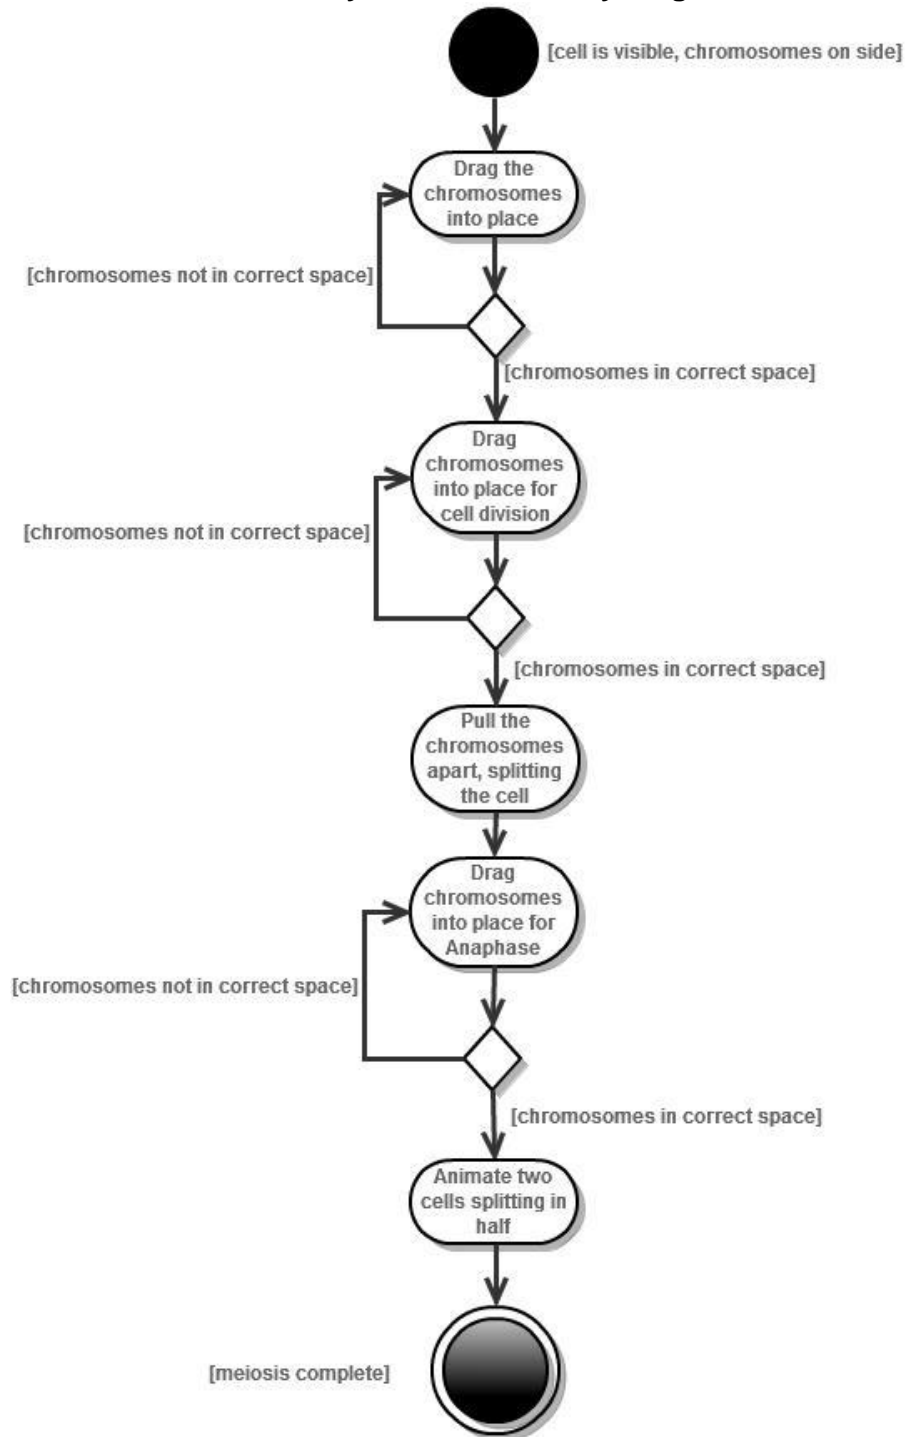 [cell is visible, chromosomes on side]
Drag the
chromosomes
into place
[chromosomes not in correct space]
[chromosomes in correct space]
Drag
chromosomes
into place for
cell division
[chromosomes not in correct space]
[chromosomes in correct space]
Pull the
chromosomes
apart, splitting
the cell
Drag
chromosomes
into place for
Anaphase
[chromosomes not in correct space]
[chromosomes in correct space]
Animate two
cells splitting in
half
[meiosis complete]